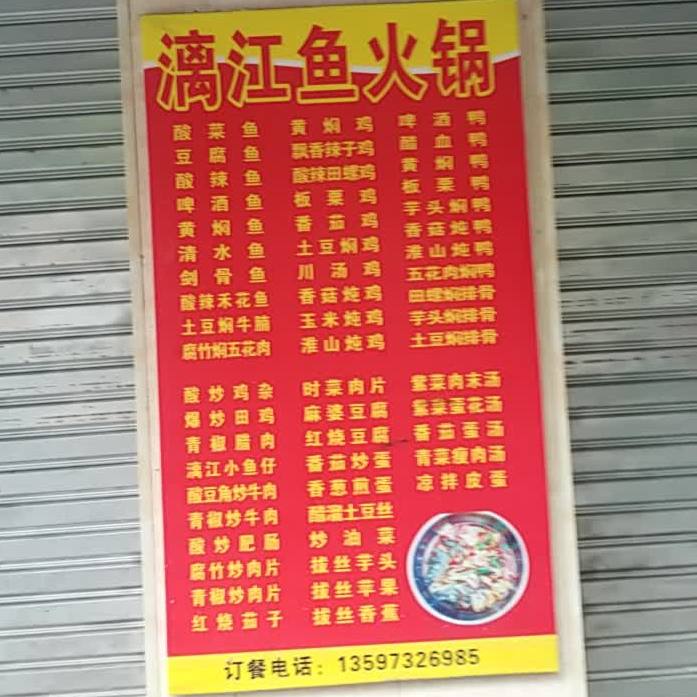 漓江鱼火锅
酸菜鱼
豆腐鱼
酸辣鱼
啤酒鱼
黄焖鱼
清水鱼
剑骨鱼
酸辣禾花鱼
土豆焖牛腩
腐竹焖五花肉
黄焖鸡
飘香辣子鸡
酸辣田螺鸡
板栗鸡
番茄鸡
土豆焖鸡
川汤鸡
香菇炖鸡
玉米炖鸡
淮山炖鸡
啤酒鸭
醋血鸭
黄焖鸭
板栗鸭
芋头焖鸭
香菇炖鸭
淮山炖鸭
五花肉焖鸭
田螺焖排骨
芋头焖排骨
土豆焖排骨
酸炒鸡杂
爆炒田鸡
青椒腊肉
漓江小鱼仔
酸豆角炒牛肉
青椒炒牛肉
酸炒肥肠
腐竹炒肉片
青椒炒肉片
红烧茄子
时菜肉片
麻婆豆腐
红烧豆腐
番茄炒蛋
香葱煎蛋
醋溜土豆丝
炒油菜
拔丝芋头
拔丝苹果
拔丝香蕉
紫菜肉末汤
紫菜蛋花汤
番茄蛋汤
青菜瘦肉汤
凉拌皮蛋
订餐电话：13597326985